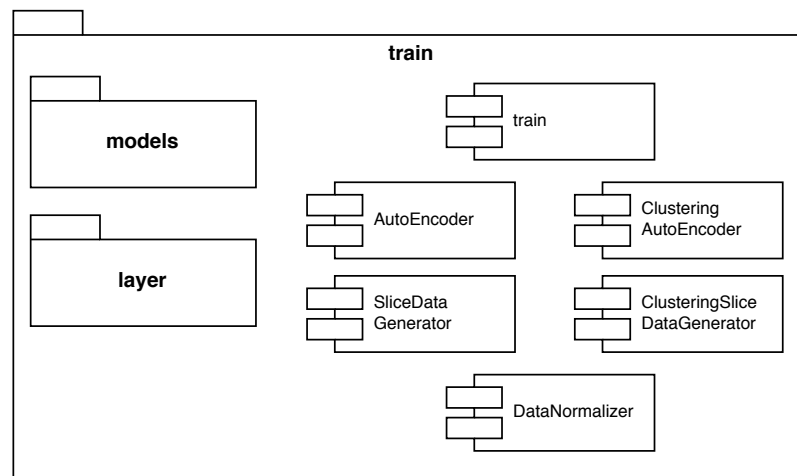 train
models
train
AutoEncoder
Clustering
AutoEncoder
layer
SliceData
Generator
ClusteringSlice
DataGenerator
DataNormalizer